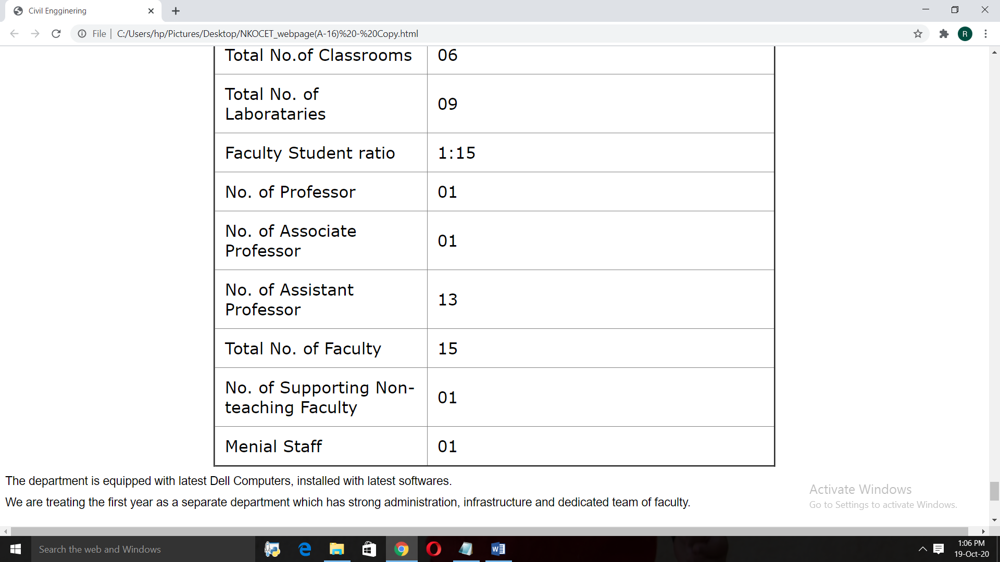 Civil Engginering
File
C:/Users/hp/Pictures/Desktop/NKOCET_webpage(A-16)%20-%20Copy.html
R
Total No.of Classrooms 06
Total No. of
Laborataries
09
Faculty Student ratio 1:15
No. of Professor 01
No. of Associate
Professor
01
No. of Assistant
Professor
13
Total No. of Faculty 15
No. of Supporting Non-
teaching Faculty
01
Menial Staff 01
The department is equipped with latest Dell Computers, installed with latest softwares.
We are treating the first year as a separate department which has strong administration, infrastructure and dedicated team of faculty.
Activate Windows
Go to Settings to activate Windows.
Search the web and Windows
1:06 PM
19-Oct-20